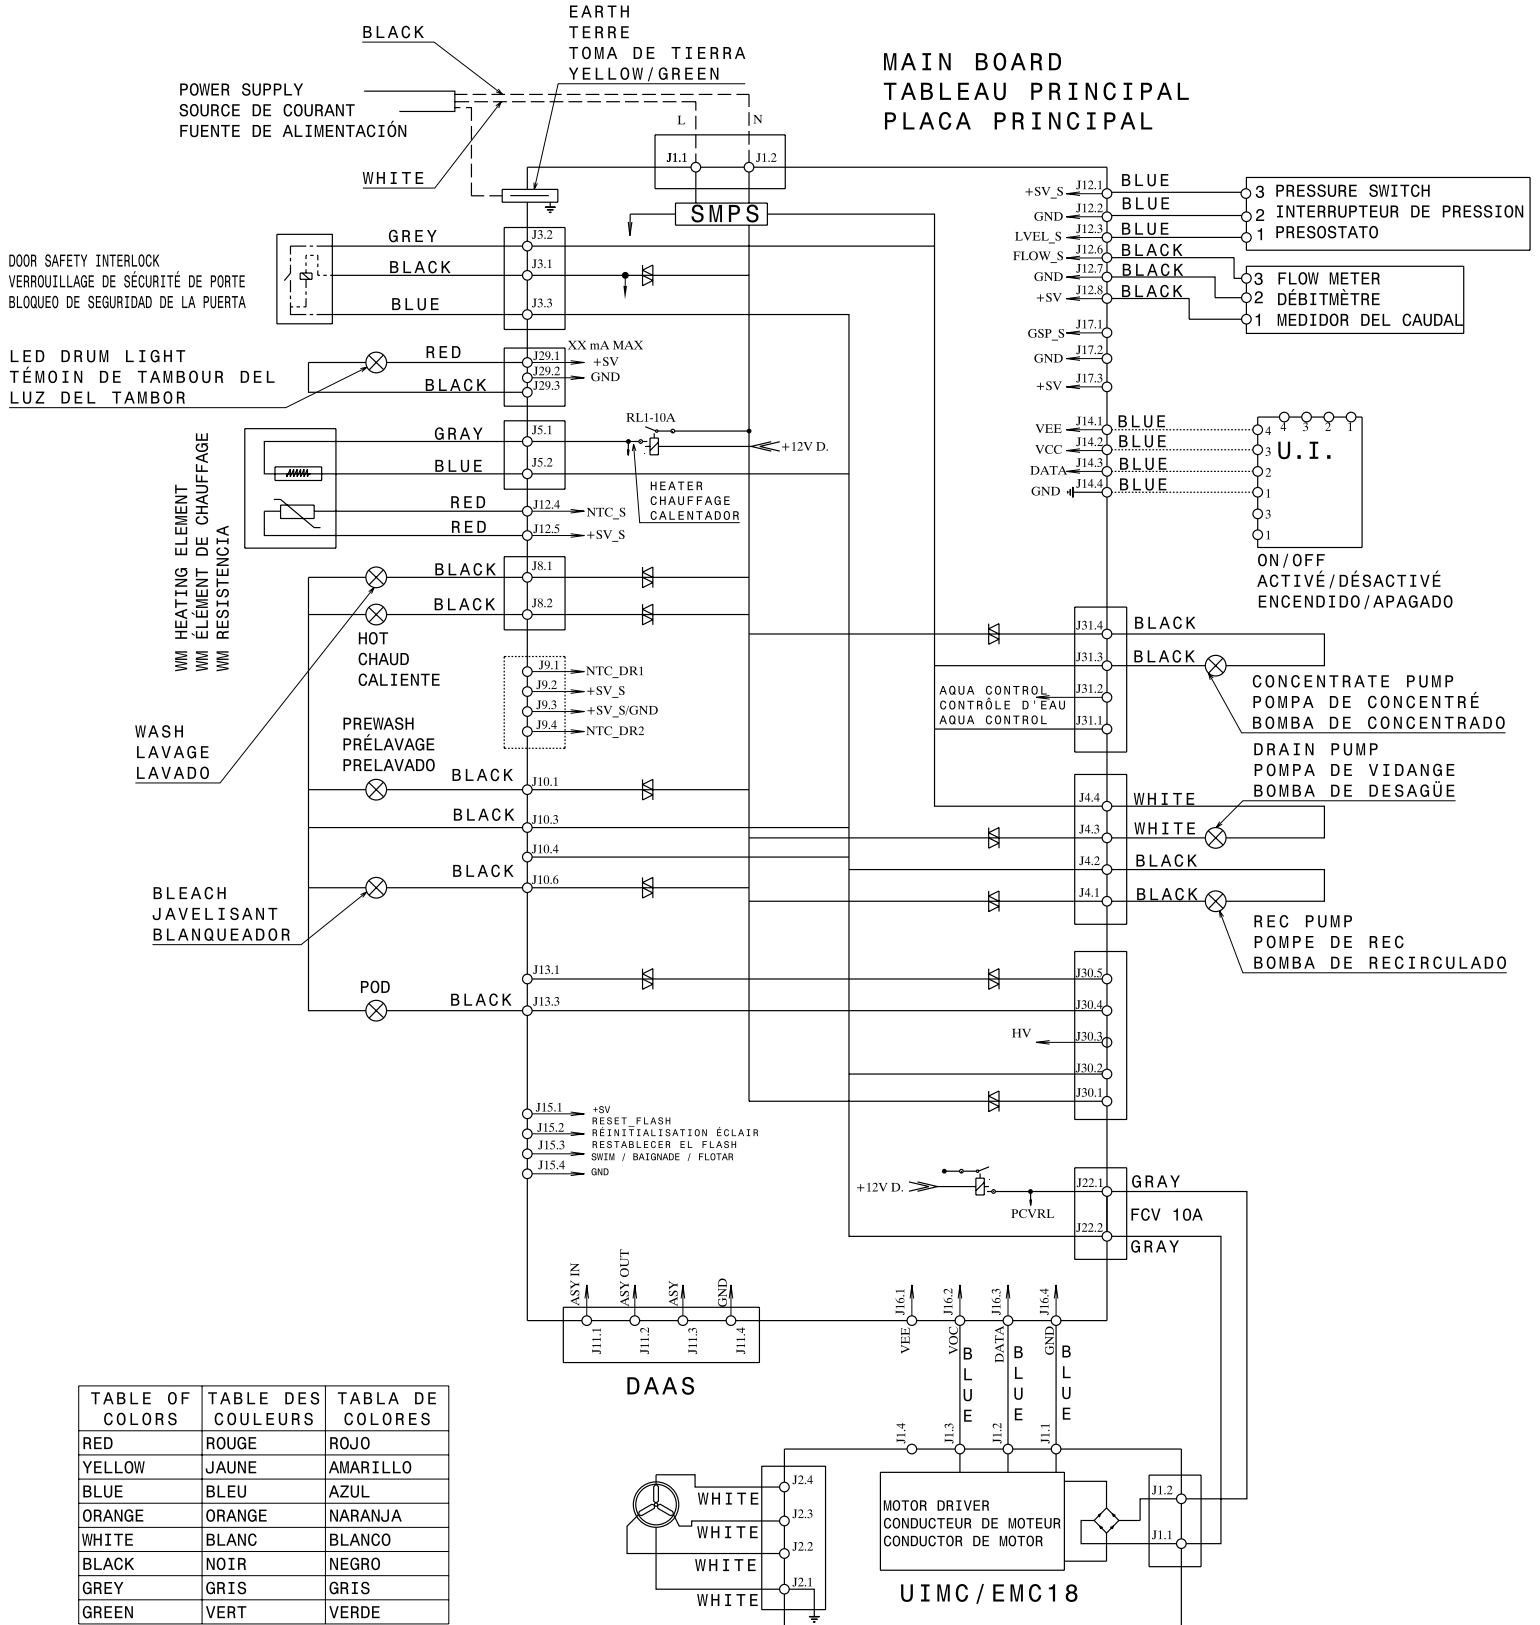 EARTH
TERRE
TOMA DE TIERRA
YELLOW/GREEN
BLACK
POWER SUPPLY
SOURCE DE COURANT
FUENTE DE ALIMENTACIÓN
WHITE
MAIN BOARD
TABLEAU PRINCIPAL
PLACA PRINCIPAL
L
N
J1.1
J1.2
SMPS
GREY
J3.2
BLACK
J3.1
BLUE
J3.3
DOOR SAFETY INTERLOCK
VERROUILLAGE DE SÉCURITÉ DE PORTE
BLOQUEO DE SEGURIDAD DE LA PUERTA
LED DRUM LIGHT
TÉMOIN DE TAMBOUR DEL
LUZ DEL TAMBOR
RED
BLACK
XX mA MAX
J29.1
+SV
J29.2
GND
J29.3
GRAY
J5.1
BLUE
J5.2
RL1-10A
+12V D.
HEATER
CHAUFFAGE
CALENTADOR
RED
J12.4
NTC_S
RED
J12.5
+SV_S
WM HEATING ELEMENT
WM ÉLÉMENT DE CHAUFFAGE
WM RESISTENCIA
BLACK
J8.1
BLACK
J8.2
HOT
CHAUD
CALIENTE
J9.1
NTC_DR1
J9.2
+SV_S
J9.3
+SV_S/GND
J9.4
NTC_DR2
WASH
LAVAGE
LAVADO
PREWASH
PRÉLAVAGE
PRELAVADO
BLACK
J10.1
BLACK
J10.3
J10.4
BLACK
J10.6
BLEACH
JAVELISANT
BLANQUEADOR
J13.1
POD
BLACK
J13.3
J15.1
+SV
RESET_FLASH
J15.2
RÉINITIALISATION ÉCLAIR
RESTABLECER EL FLASH
J15.3
SWIM / BAIGNADE / FLOTAR
J15.4
GND
+SV_S
J12.1
BLUE
GND
J12.2
BLUE
LVEL_S
J12.3
BLUE
FLOW_S
J12.6
BLACK
GND
J12.7
BLACK
+SV
J12.8
BLACK
3 PRESSURE SWITCH
2 INTERRUPTEUR DE PRESSION
1 PRESOSTATO
3 FLOW METER
2 DÉBITMÈTRE
1 MEDIDOR DEL CAUDAL
GSP_S
J17.1
GND
J17.2
+SV
J17.3
VEE
J14.1
BLUE
VCC
J14.2
BLUE
DATA
J14.3
BLUE
GND
J14.4
BLUE
4 3 2 1
4
3
2
1
3
1
U.I.
ON/OFF
ACTIVÉ/DÉSACTIVÉ
ENCENDIDO/APAGADO
J31.4
BLACK
J31.3
BLACK
J31.2
J31.1
AQUA CONTROL
CONTRÔLE D'EAU
AQUA CONTROL
CONCENTRATE PUMP
POMPA DE CONCENTRÉ
BOMBA DE CONCENTRADO
DRAIN PUMP
POMPA DE VIDANGE
BOMBA DE DESAGÜE
J4.4
WHITE
J4.3
WHITE
J4.2
BLACK
J4.1
BLACK
REC PUMP
POMPE DE REC
BOMBA DE RECIRCULADO
J30.5
J30.4
HV
J30.3
J30.2
J30.1
+12V D.
PCVRL
J22.1
GRAY
FCV 10A
J22.2
GRAY
ASY IN
ASY OUT
ASY
GND
J11.1
J11.2
J11.3
J11.4
DAAS
J16.1
J16.2
J16.3
J16.4
VEE
VOC
DATA
GND
BLUE
BLUE
BLUE
J1.4
J1.3
J1.2
J1.1
TABLE OF COLORS
TABLE DES COULEURS
TABLA DE COLORES
RED ROUGE ROJO
YELLOW JAUNE AMARILLO
BLUE BLEU AZUL
ORANGE ORANGE NARANJA
WHITE BLANC BLANCO
BLACK NOIR NEGRO
GREY GRIS GRIS
GREEN VERT VERDE
WHITE
J2.4
WHITE
J2.3
WHITE
J2.2
WHITE
J2.1
MOTOR DRIVER
CONDUCTEUR DE MOTEUR
CONDUCTOR DE MOTOR
J1.2
J1.1
UIMC/EMC18